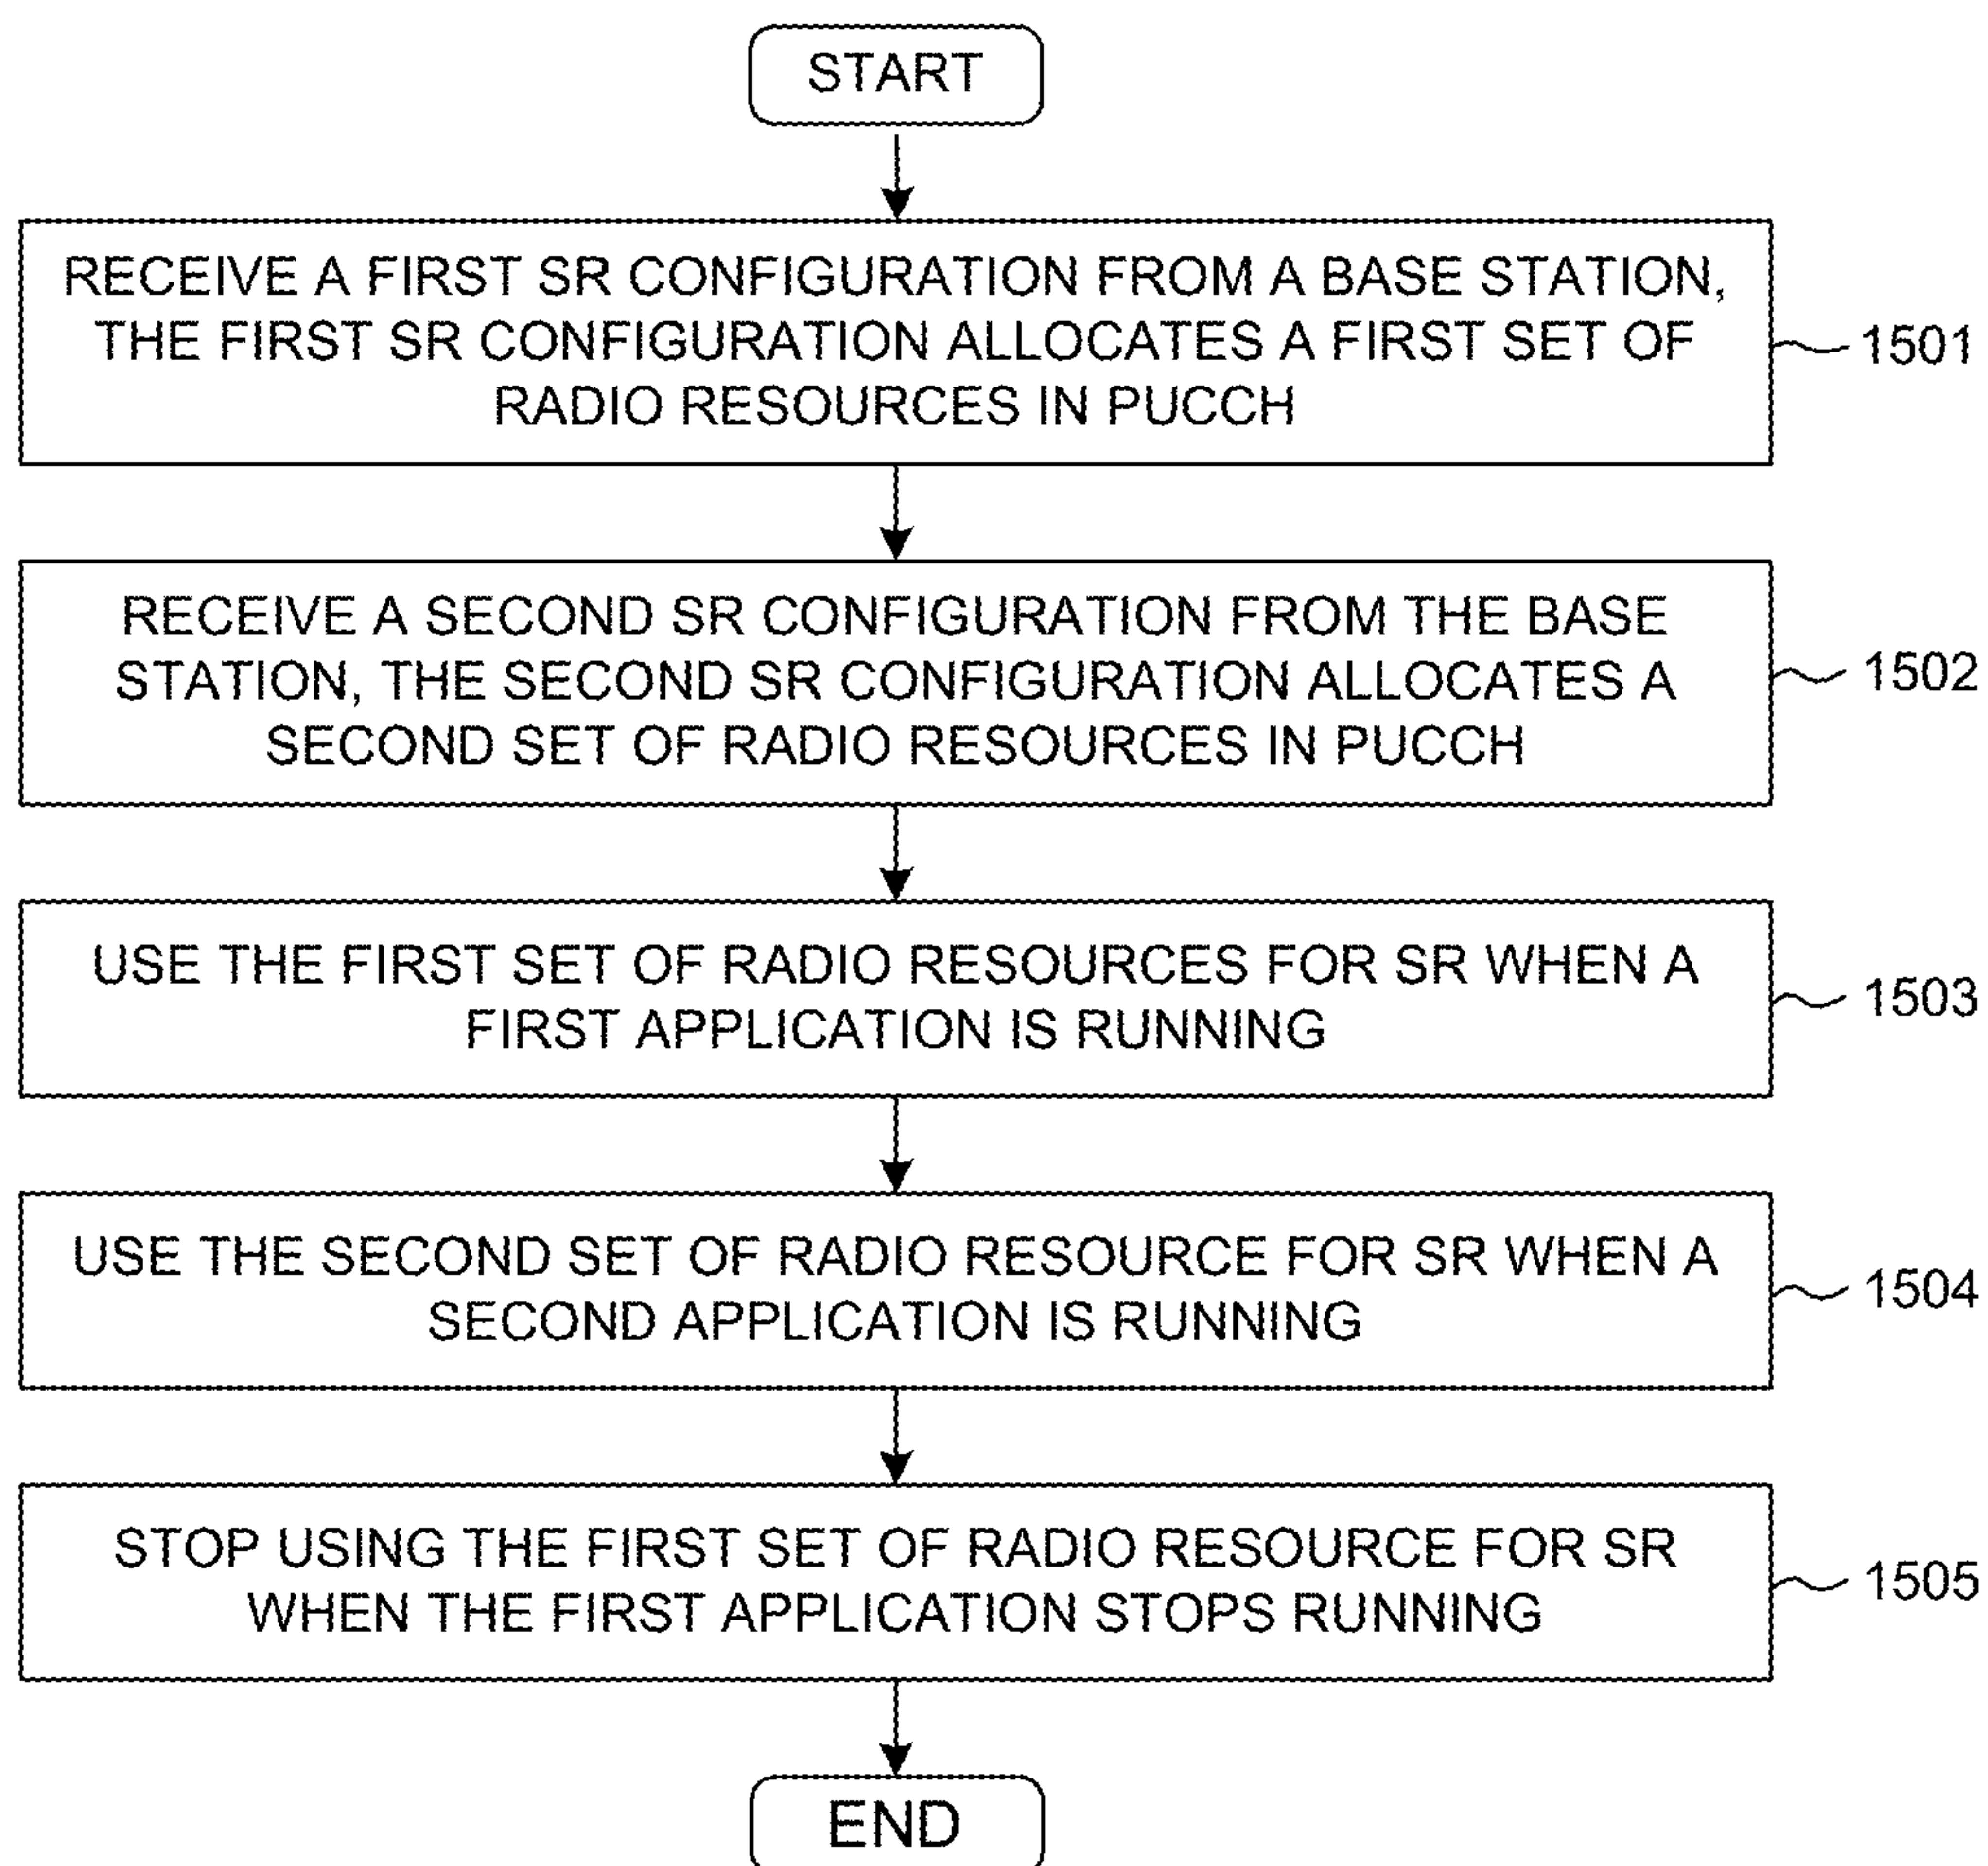 START
RECEIVE A FIRST SR CONFIGURATION FROM A BASE STATION,
THE FIRST SR CONFIGURATION ALLOCATES A FIRST SET OF
RADIO RESOURCES IN PUCCH
1501
RECEIVE A SECOND SR CONFIGURATION FROM THE BASE
STATION, THE SECOND SR CONFIGURATION ALLOCATES A
SECOND SET OF RADIO RESOURCES IN PUCCH
1502
USE THE FIRST SET OF RADIO RESOURCES FOR SR WHEN A
FIRST APPLICATION IS RUNNING
1503
USE THE SECOND SET OF RADIO RESOURCE FOR SR WHEN A
SECOND APPLICATION IS RUNNING
1504
STOP USING THE FIRST SET OF RADIO RESOURCE FOR SR
WHEN THE FIRST APPLICATION STOPS RUNNING
1505
END